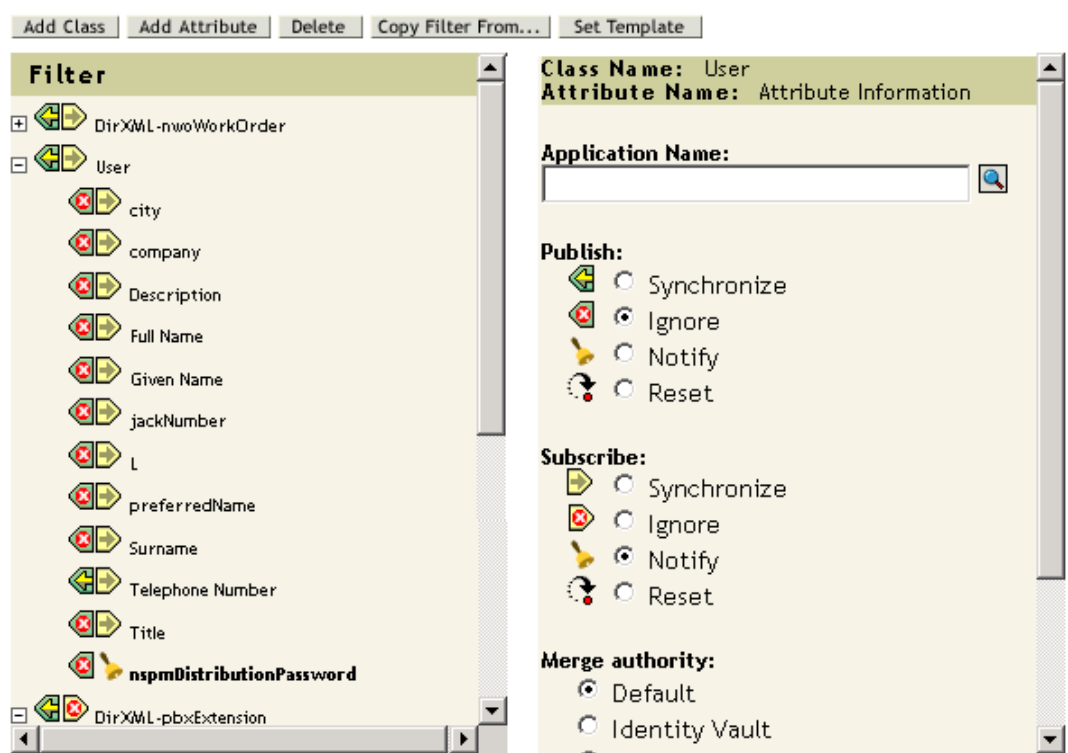 Add Class Add Attribute Delete Copy Filter From... Set Template
Filter
DirXML-nwoWorkOrder
User
city
company
Description
Full Name
Given Name
jackNumber
L
preferredName
Surname
Telephone Number
Title
nspmDistributionPassword
DirXML-pbxExtension
Class Name: User
Attribute Name: Attribute Information
Application Name:
Publish:
Synchronize
Ignore
Notify
Reset
Subscribe:
Synchronize
Ignore
Notify
Reset
Merge authority:
Default
Identity Vault